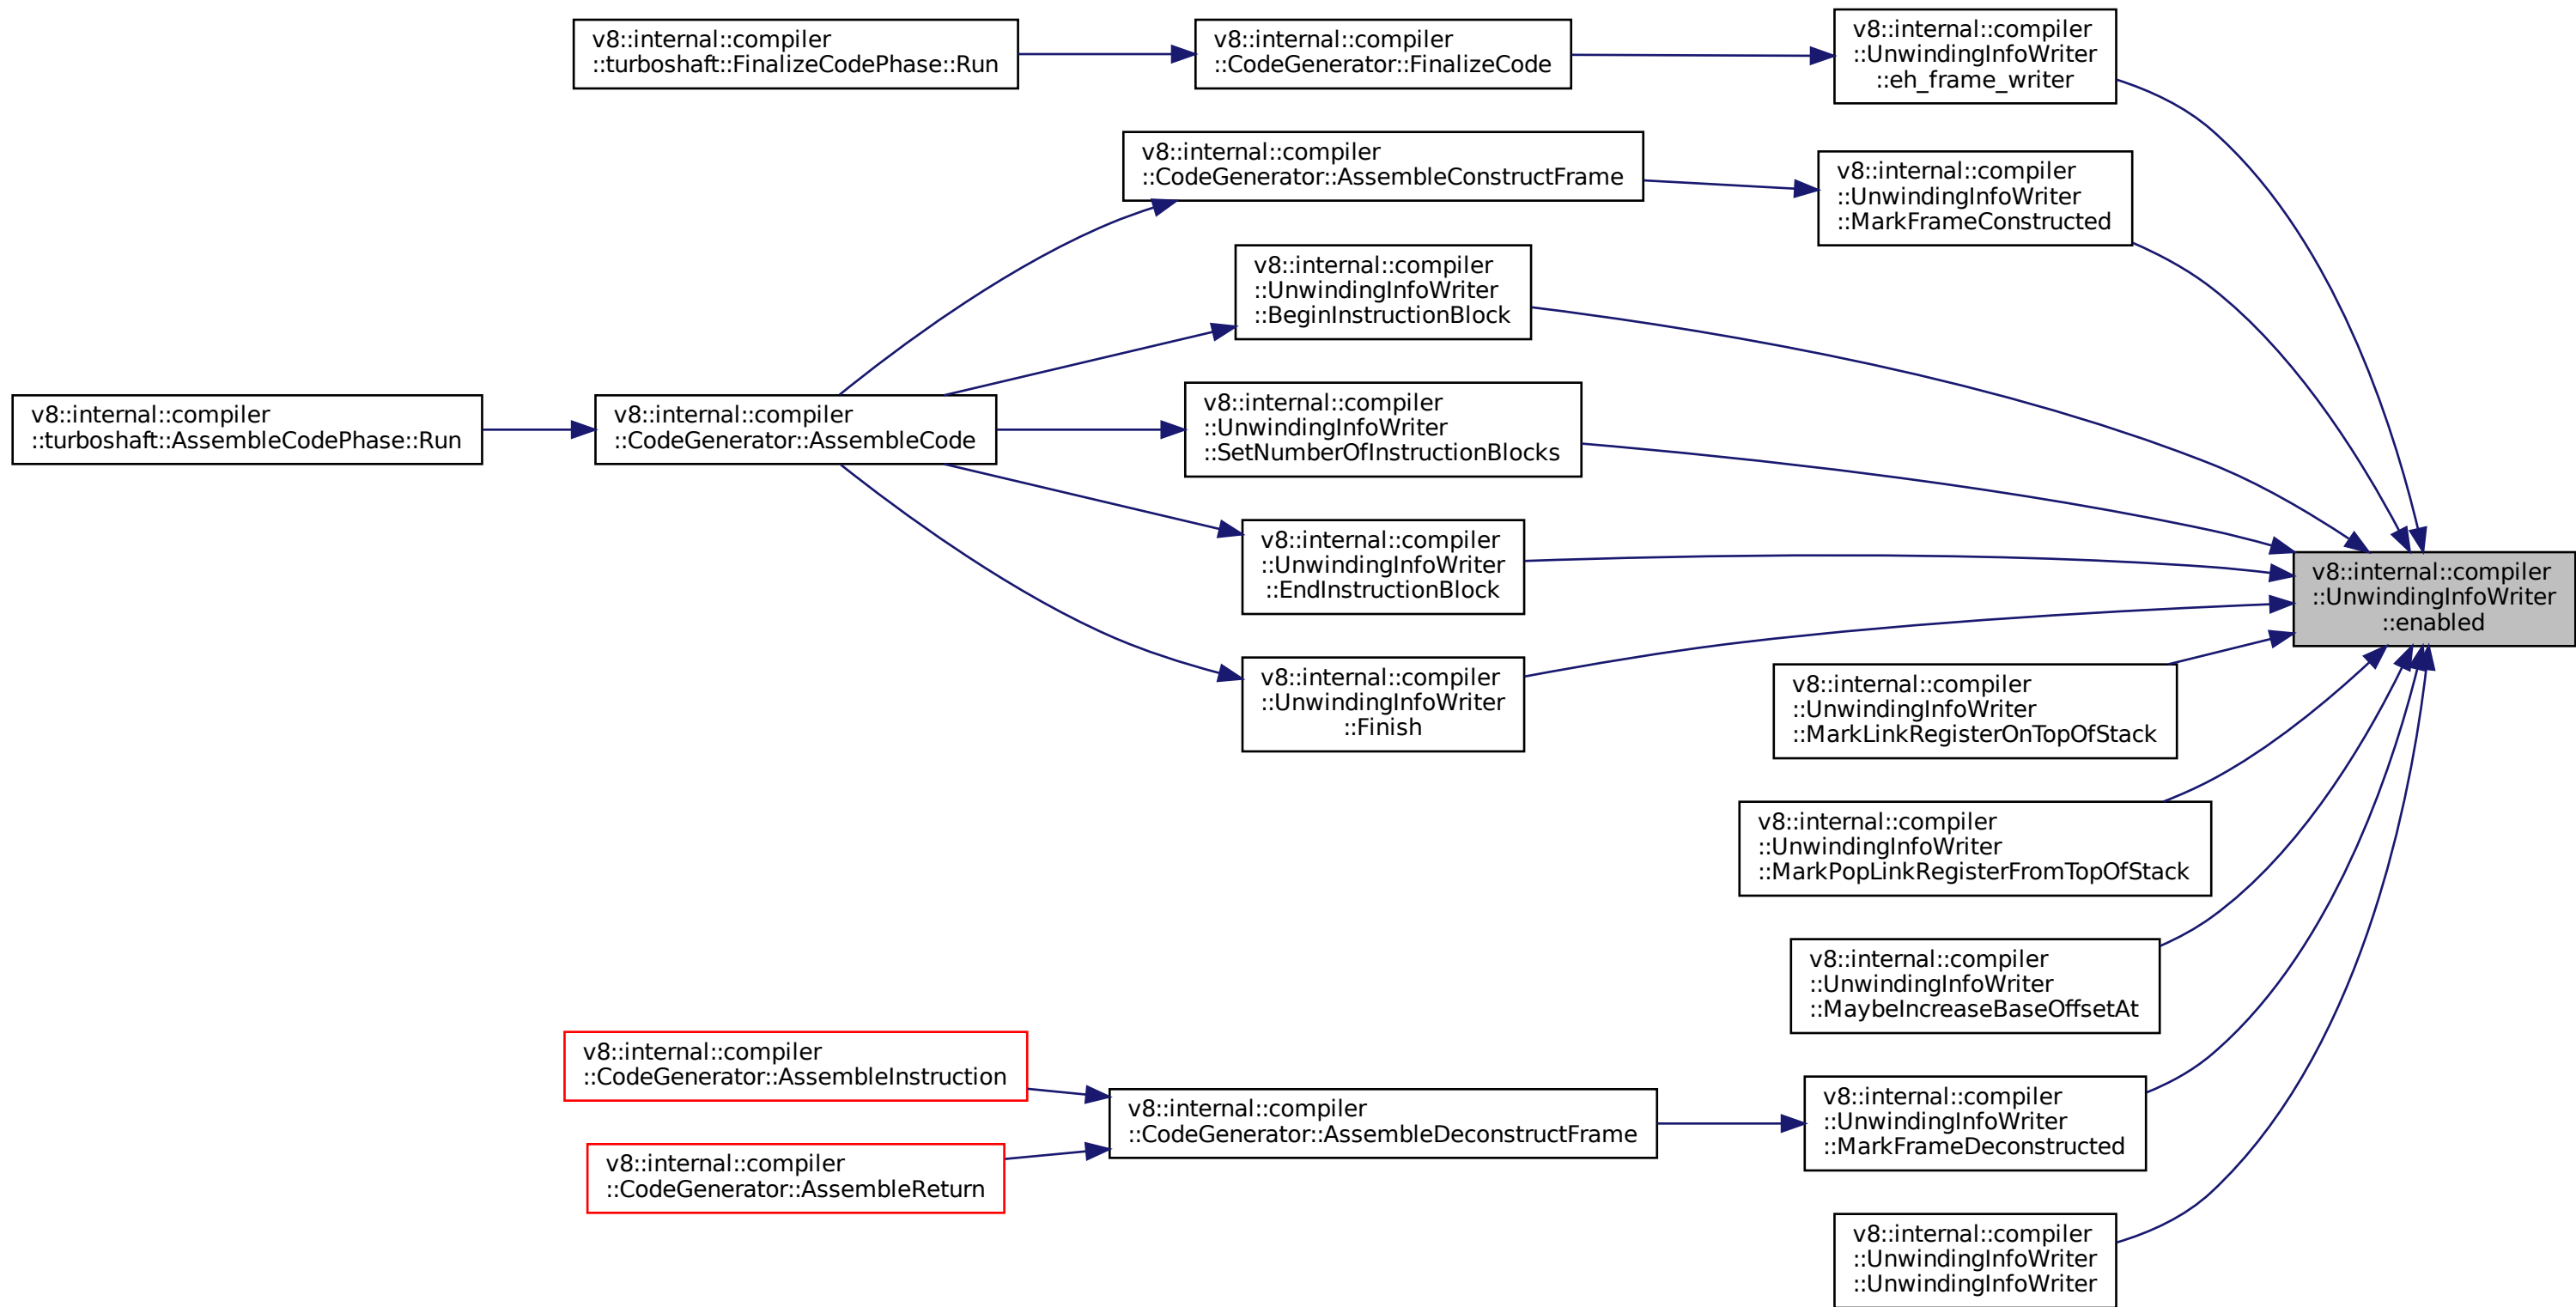 v8::internal::compiler
::turboshaft::FinalizeCodePhase::Run
v8::internal::compiler
::CodeGenerator::FinalizeCode
v8::internal::compiler
::UnwindingInfoWriter
::eh_frame_writer
v8::internal::compiler
::CodeGenerator::AssembleConstructFrame
v8::internal::compiler
::UnwindingInfoWriter
::MarkFrameConstructed
v8::internal::compiler
::UnwindingInfoWriter
::BeginInstructionBlock
v8::internal::compiler
::turboshaft::AssembleCodePhase::Run
v8::internal::compiler
::CodeGenerator::AssembleCode
v8::internal::compiler
::UnwindingInfoWriter
::SetNumberOfInstructionBlocks
v8::internal::compiler
::UnwindingInfoWriter
::EndInstructionBlock
v8::internal::compiler
::UnwindingInfoWriter
::enabled
v8::internal::compiler
::UnwindingInfoWriter
::Finish
v8::internal::compiler
::UnwindingInfoWriter
::MarkLinkRegisterOnTopOfStack
v8::internal::compiler
::UnwindingInfoWriter
::MarkPopLinkRegisterFromTopOfStack
v8::internal::compiler
::UnwindingInfoWriter
::MaybeIncreaseBaseOffsetAt
v8::internal::compiler
::CodeGenerator::AssembleInstruction
v8::internal::compiler
::CodeGenerator::AssembleDeconstructFrame
v8::internal::compiler
::UnwindingInfoWriter
::MarkFrameDeconstructed
v8::internal::compiler
::CodeGenerator::AssembleReturn
v8::internal::compiler
::UnwindingInfoWriter
::UnwindingInfoWriter